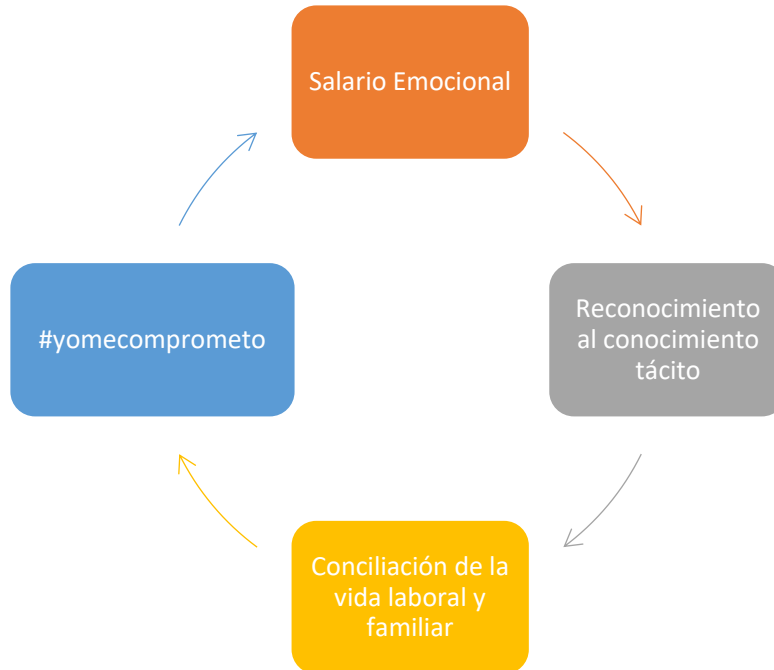 Salario Emocional
Reconocimiento
al conocimiento
tácito
Conciliación de la
vida laboral y
familiar
#yomecomprometo